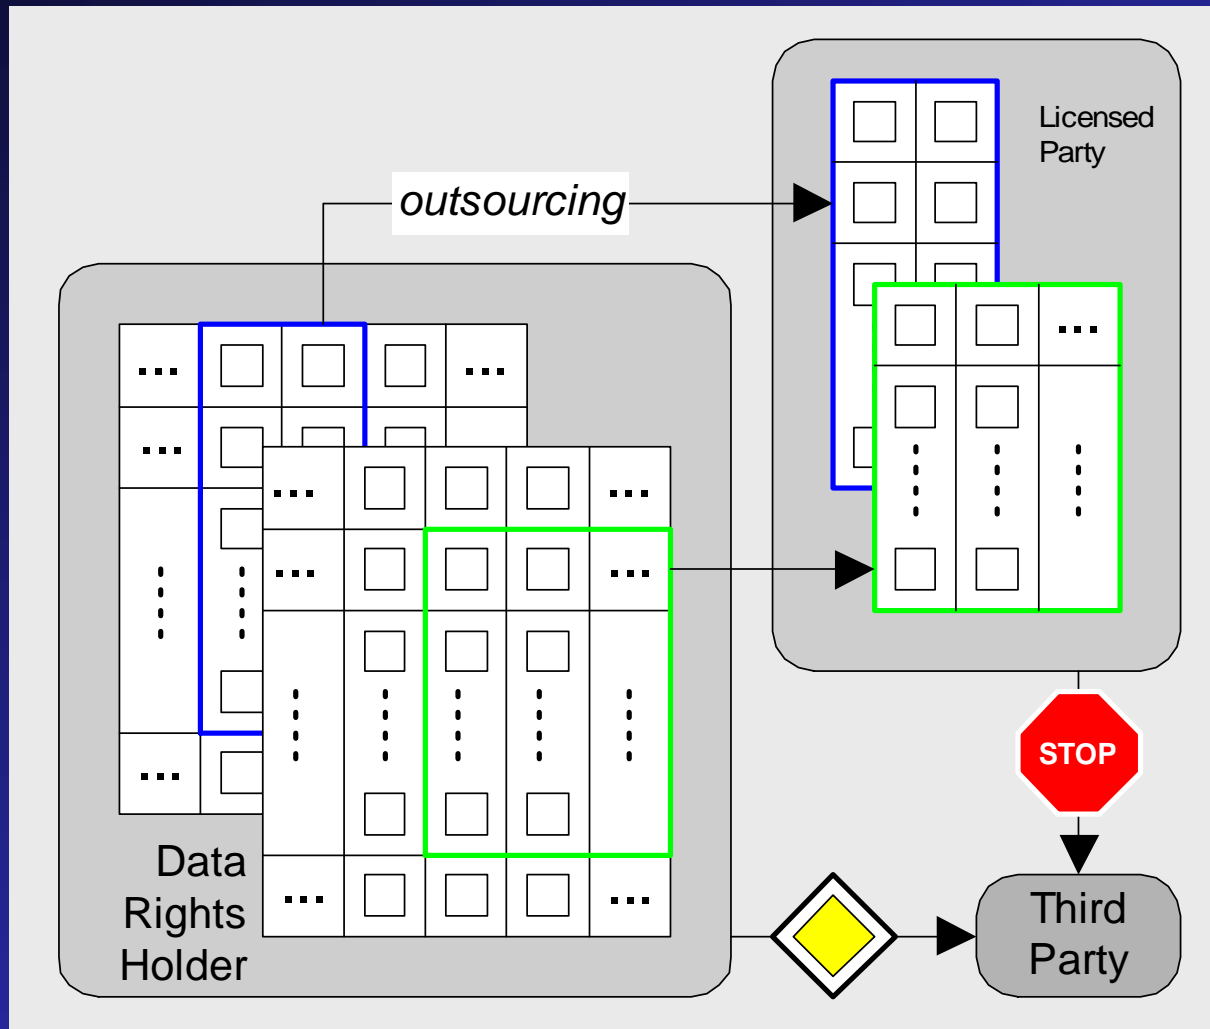 Licensed
Party
outsourcing
Data
Rights
Holder
STOP
Third
Party